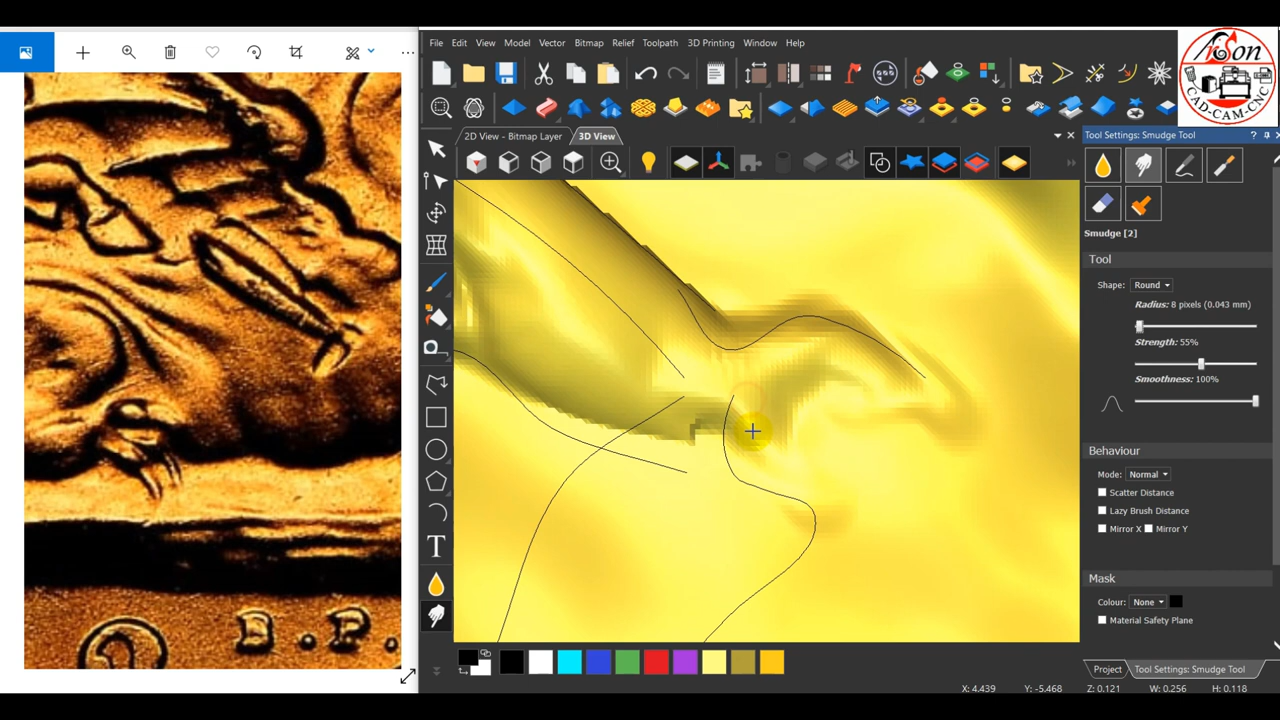 File Edit View Model Vector Bitmap Relief Toolpath 3D Printing Window Help
CAD-CAM-CNC
2D View - Bitmap Layer 3D View
Tool Settings: Smudge Tool
Smudge [2]
Tool
Shape: Round
Radius: 8 pixels (0.043 mm)
Strength: 55%
Smoothness: 100%
Behaviour
Mode: Normal
Scatter Distance
Lazy Brush Distance
Mirror X Mirror Y
Mask
Colour: None
Material Safety Plane
B.P.
Project Tool Settings: Smudge Tool
X: 4.439 Y: -5.468 Z: 0.121 W: 0.256 H: 0.118